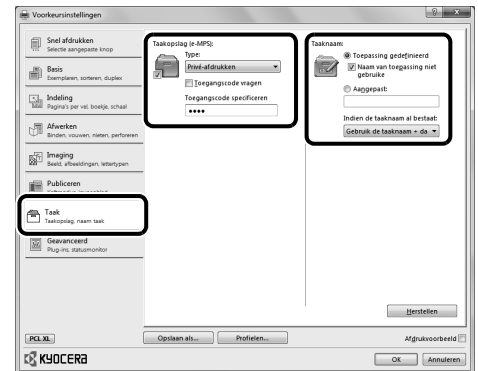 Voorkeursinstellingen
Snel afdrukken
Selectie aangepaste knop
Basis
Exemplaren, sorteren, duplex
Indeling
Pagina's per vel, boekje, schaal
Afwerken
Binden, vouwen, nieten, perforeren
Imaging
Beeld, afbeeldingen, lettertypen
Publiceren
Taak
Taakopslag, naam taak
Geavanceerd
Plug-ins, statusmonitor
Taakopslag (e-MPS):
Type:
Privé-afdrukken
Toegangscode vragen
Toegangscode specificeren
••••
Taaknaam:
Toepassing gedefinieerd
Naam van toepassing niet
gebruike
Aangepast:
Indien de taaknaam al bestaat:
Gebruik de taaknaam + da
Herstellen
PCL XL
Opslaan als...
Profielen...
Afdrukvoorbeeld
KYOCERA
OK
Annuleren